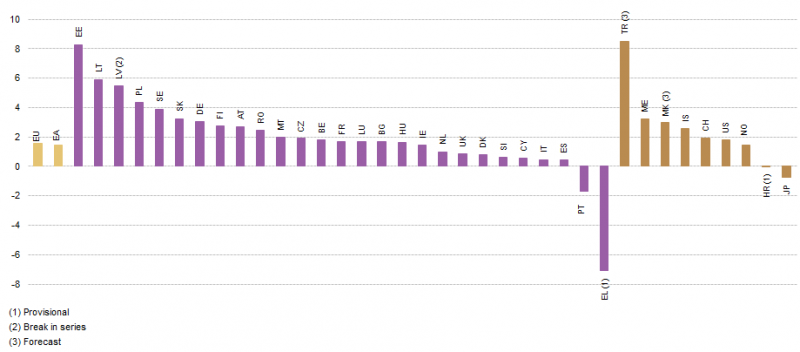 10
8
6
4
2
0
-2
-4
-6
-8
EU
EA
EE
LT
LV (2)
PL
SE
SK
DE
FI
AT
RO
MT
CZ
BE
FR
LU
BG
HU
IE
NL
UK
DK
SI
CY
IT
ES
PT
EL (1)
TR (3)
ME
MK (3)
IS
CH
US
NO
HR (1)
JP
(1) Provisional
(2) Break in series
(3) Forecast